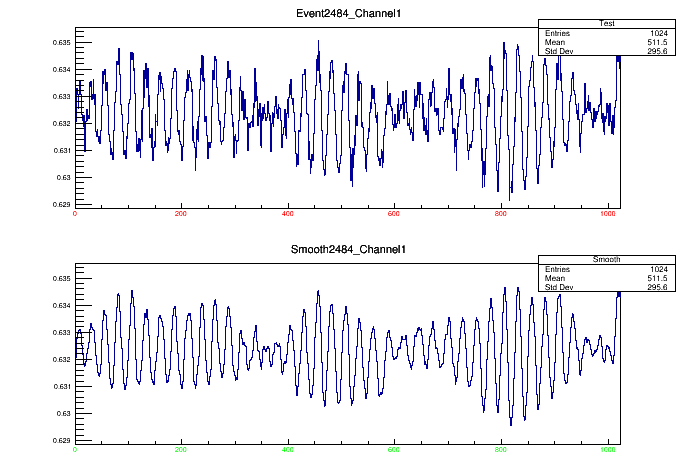 Event2484_Channel1
Test
Entries 1024
Mean 511.5
Std Dev 295.6
0.635
0.634
0.633
0.632
0.631
0.63
0.629
0 200 400 600 800 1000
Smooth2484_Channel1
Smooth
Entries 1024
Mean 511.5
Std Dev 295.6
0.635
0.634
0.633
0.632
0.631
0.63
0.629
0 200 400 600 800 1000